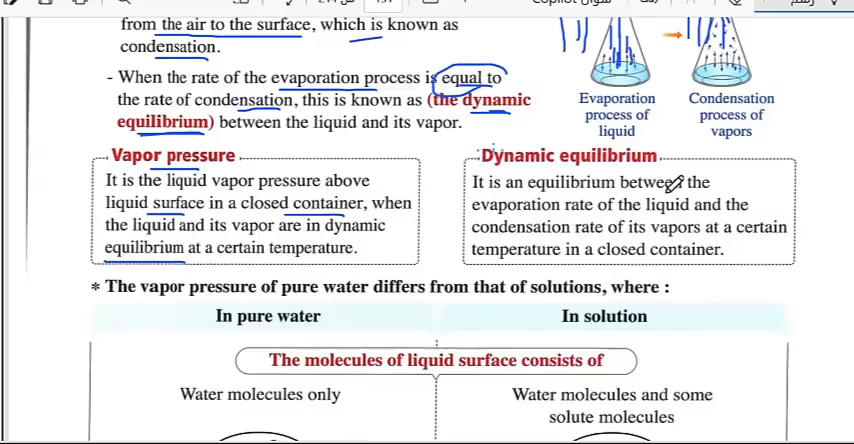 from the air to the surface, which is known as
condensation.
- When the rate of the evaporation process is equal to
the rate of condensation, this is known as (the dynamic
equilibrium) between the liquid and its vapor.
Evaporation
process of
liquid
Condensation
process of
vapors
Vapor pressure
It is the liquid vapor pressure above
liquid surface in a closed container, when
the liquid and its vapor are in dynamic
equilibrium at a certain temperature.
Dynamic equilibrium
It is an equilibrium between the
evaporation rate of the liquid and the
condensation rate of its vapors at a certain
temperature in a closed container.
* The vapor pressure of pure water differs from that of solutions, where :
In pure water
In solution
The molecules of liquid surface consists of
Water molecules only
Water molecules and some
solute molecules